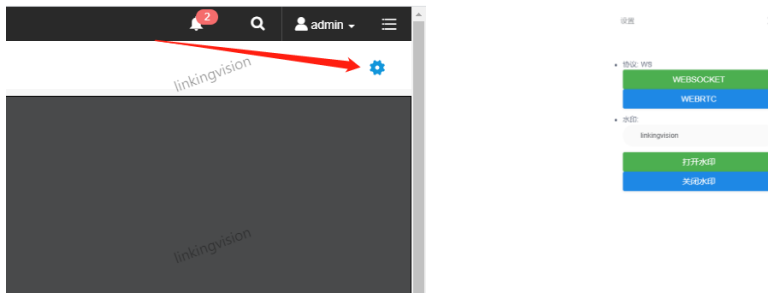 2
admin
linkingvision
linkingvision
设置
协议: WS
WEBSOCKET
WEBRTC
水印:
linkingvision
打开水印
关闭水印